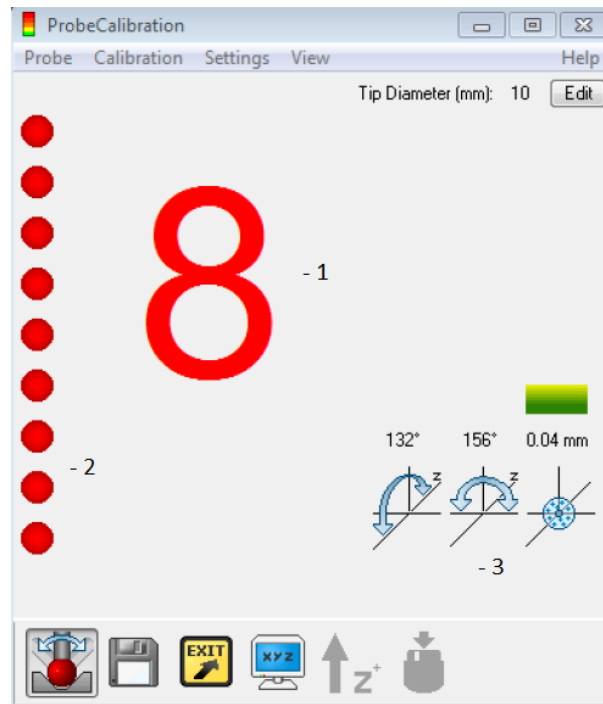 ProbeCalibration
Probe Calibration Settings View Help
Tip Diameter (mm): 10 Edit
8
- 1
- 2
132° 156° 0.04 mm
z z
- 3
EXIT
xyz
z+